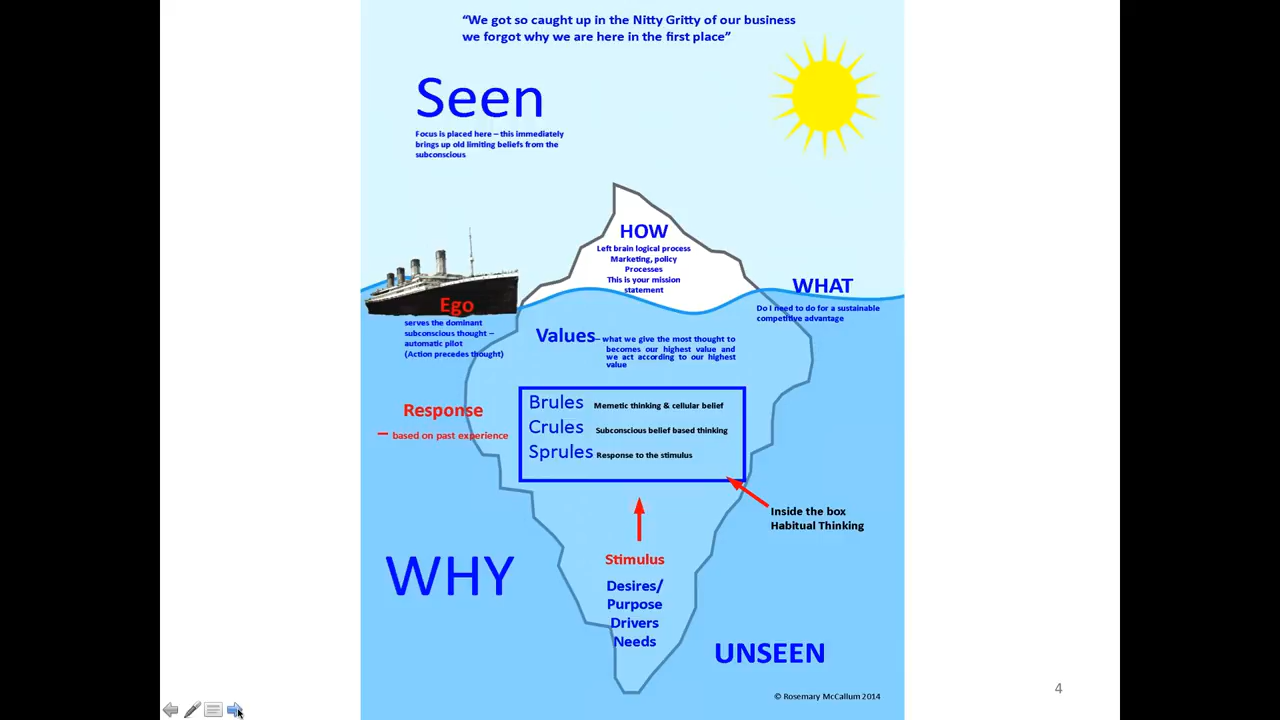 “We got so caught up in the Nitty Gritty of our business
we forgot why we are here in the first place”
Seen
Focus is placed here – this immediately
brings up old limiting beliefs from the
subconscious
HOW
Left brain logical process
Marketing, policy
Processes
This is your mission
statement
WHAT
Do I need to do for a sustainable
competitive advantage
Ego
serves the dominant
subconscious thought –
automatic pilot
(Action precedes thought)
Values – what we give the most thought to
becomes our highest value and
we act according to our highest
value
Response
– based on past experience
Brules Memetic thinking & cellular belief
Crules Subconscious belief based thinking
Sprules Response to the stimulus
Inside the box
Habitual Thinking
Stimulus
Desires/
Purpose
Drivers
Needs
WHY
UNSEEN
© Rosemary McCallum 2014
4